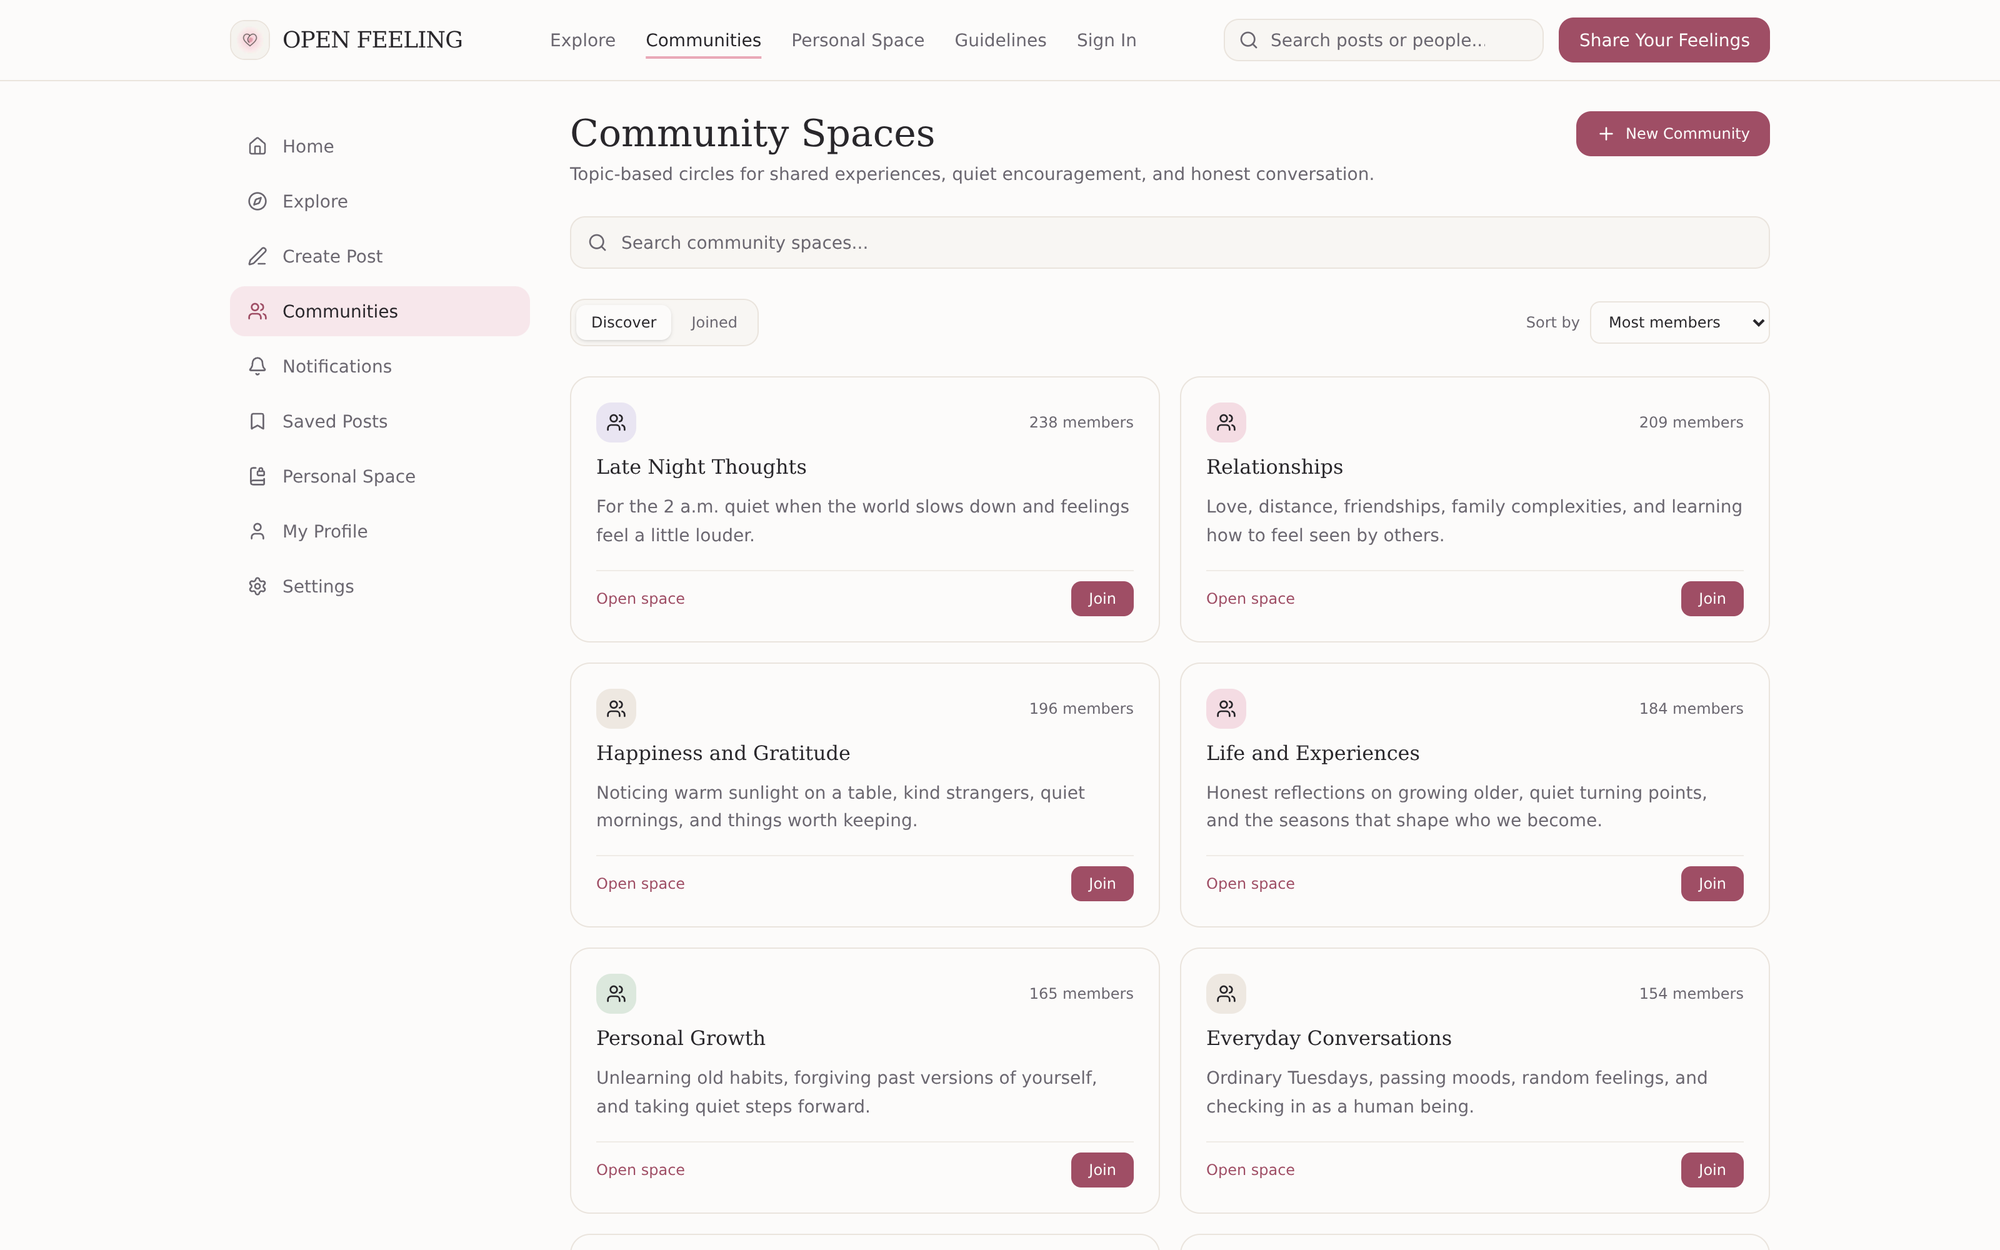 OPEN FEELING
Explore
Communities
Personal Space
Guidelines
Sign In
Search posts or people...
Share Your Feelings
Home
Explore
Create Post
Communities
Notifications
Saved Posts
Personal Space
My Profile
Settings
Community Spaces
New Community
Topic-based circles for shared experiences, quiet encouragement, and honest conversation.
Search community spaces...
Discover
Joined
Sort by
Most members
238 members
Late Night Thoughts
For the 2 a.m. quiet when the world slows down and feelings
feel a little louder.
Open space
Join
209 members
Relationships
Love, distance, friendships, family complexities, and learning
how to feel seen by others.
Open space
Join
196 members
Happiness and Gratitude
Noticing warm sunlight on a table, kind strangers, quiet
mornings, and things worth keeping.
Open space
Join
184 members
Life and Experiences
Honest reflections on growing older, quiet turning points,
and the seasons that shape who we become.
Open space
Join
165 members
Personal Growth
Unlearning old habits, forgiving past versions of yourself,
and taking quiet steps forward.
Open space
Join
154 members
Everyday Conversations
Ordinary Tuesdays, passing moods, random feelings, and
checking in as a human being.
Open space
Join